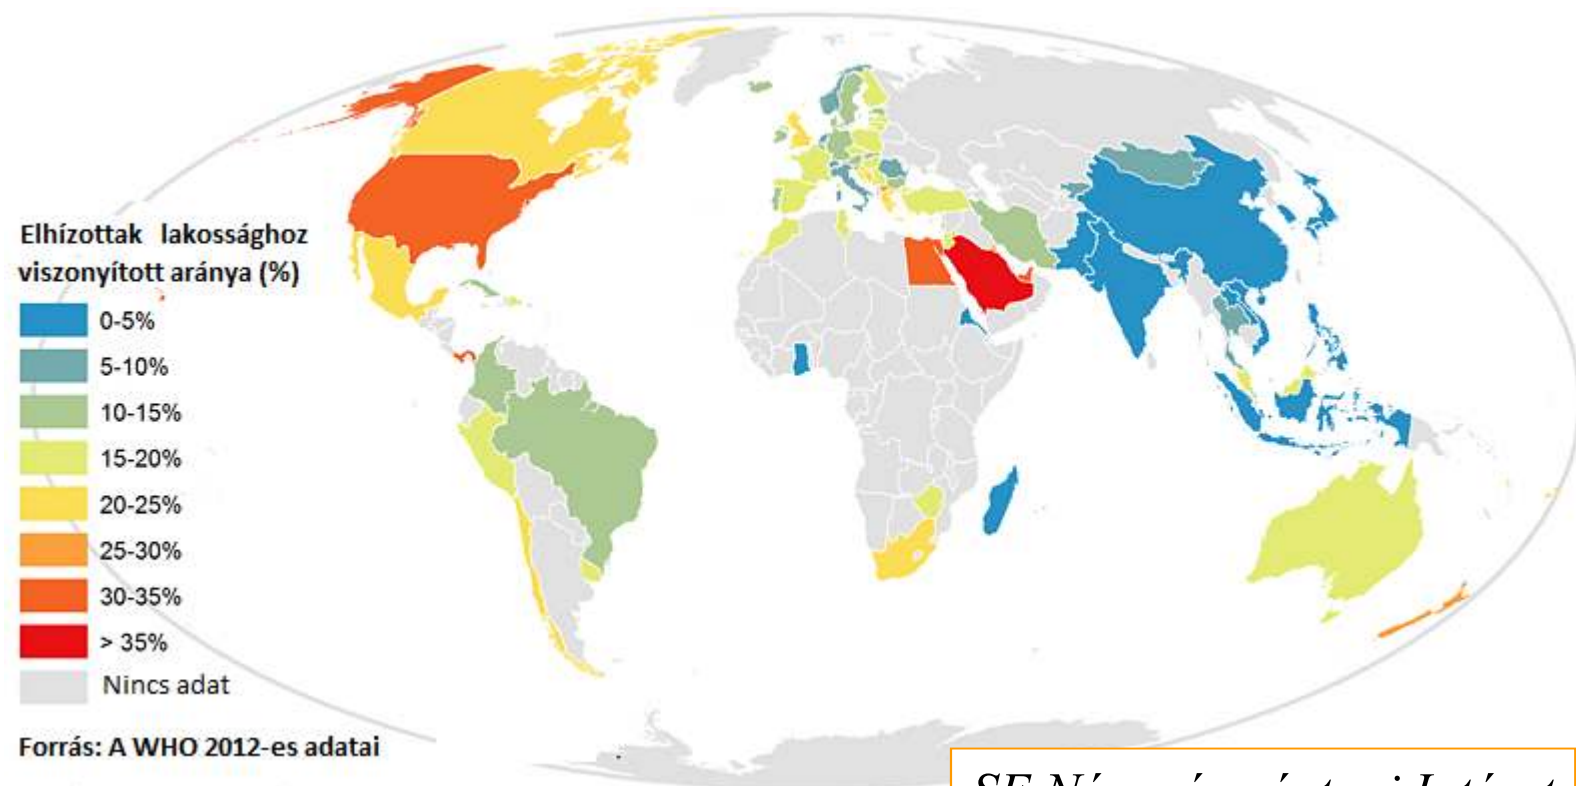 Elhízottak lakossághoz
viszonyított aránya (%)
0-5%
5-10%
10-15%
15-20%
20-25%
25-30%
30-35%
> 35%
Nincs adat
Forrás: A WHO 2012-es adatai